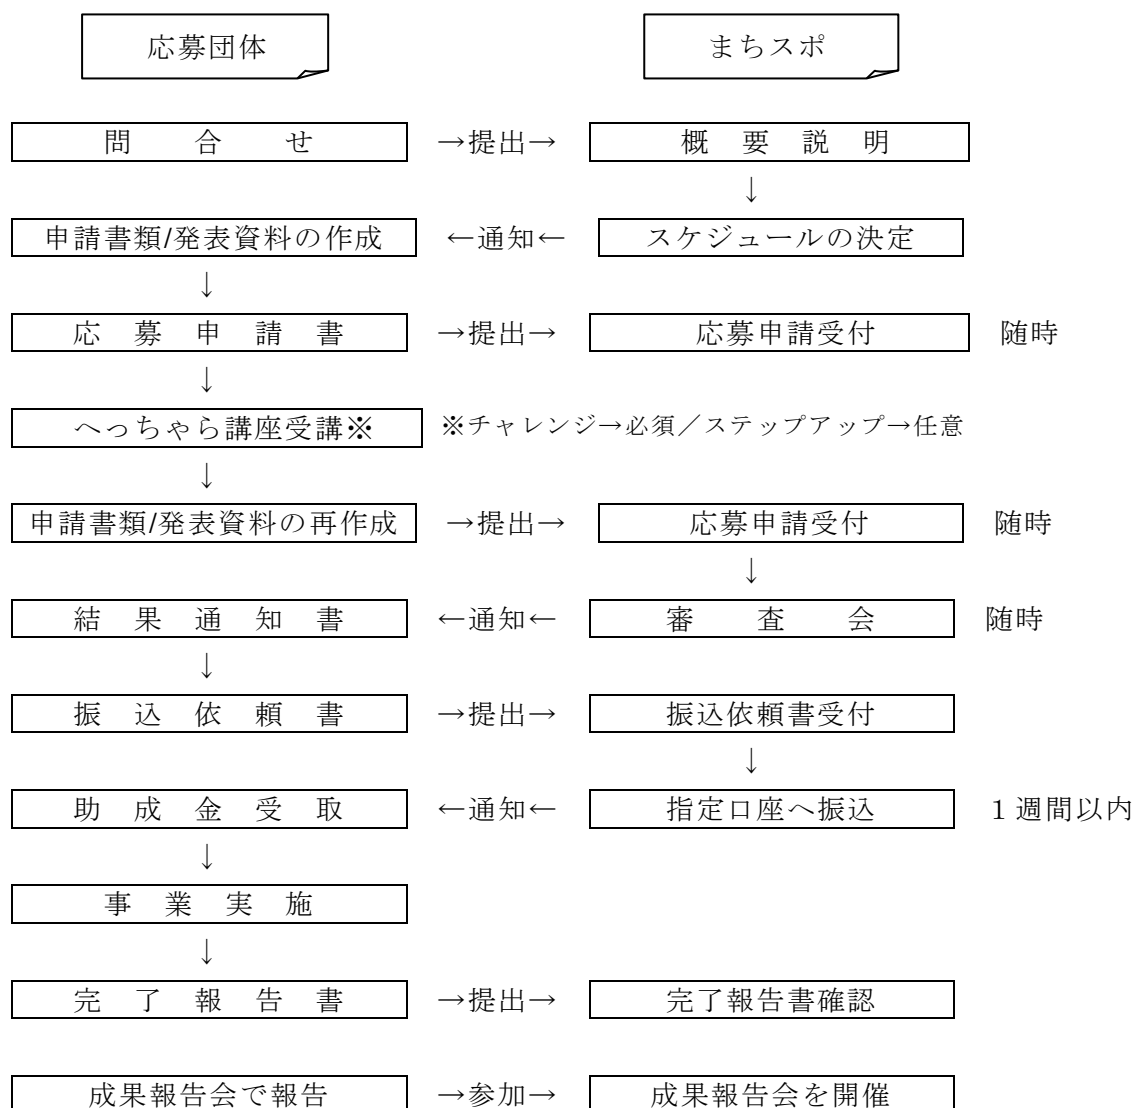 応募団体 まちスポ
問合せ →提出→ 概要説明
↓
申請書類/発表資料の作成 ←通知← スケジュールの決定
↓
応募申請書 →提出→ 応募申請受付 随時
↓
へっちゃら講座受講※ ※チャレンジ→必須／ステップアップ→任意
↓
申請書類/発表資料の再作成 →提出→ 応募申請受付 随時
↓
結果通知書 ←通知← 審査会 随時
↓
振込依頼書 →提出→ 振込依頼書受付
↓
助成金受取 ←通知← 指定口座へ振込 1週間以内
↓
事業実施
↓
完了報告書 →提出→ 完了報告書確認
成果報告会で報告 →参加→ 成果報告会を開催